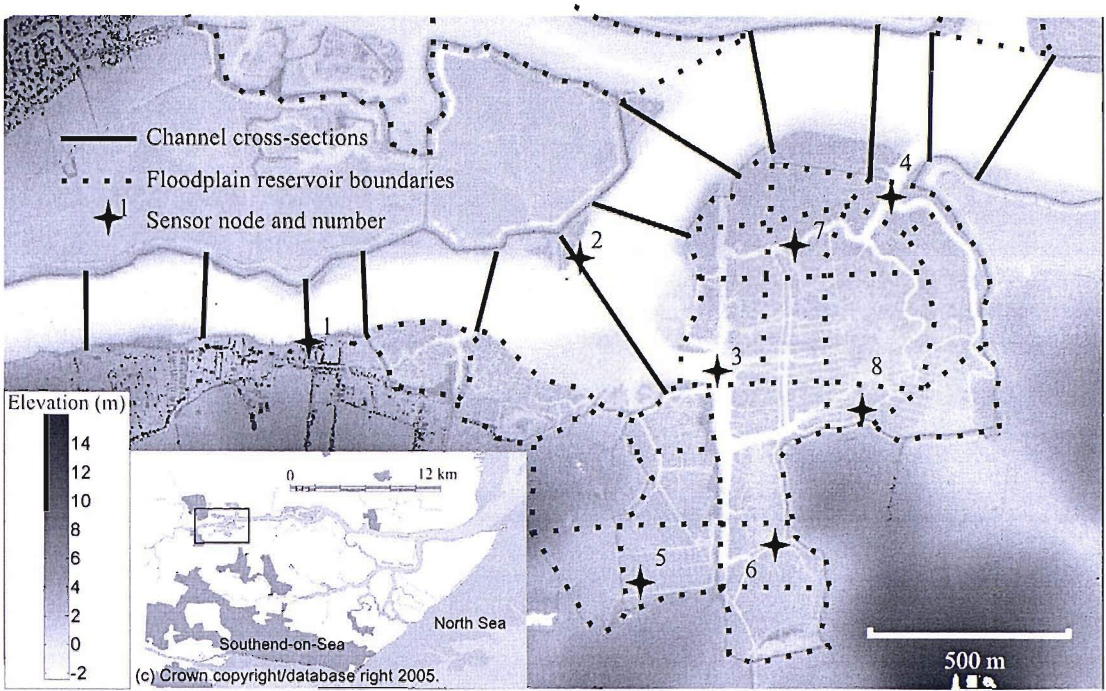 Channel cross-sections
Floodplain reservoir boundaries
1
Sensor node and number
4
7
2
1
3
8
5
6
Elevation (m)
14
12
10
8
6
4
2
0
-2
0 12 km
North Sea
Southend-on-Sea
(c) Crown copyright/database right 2005.
500 m